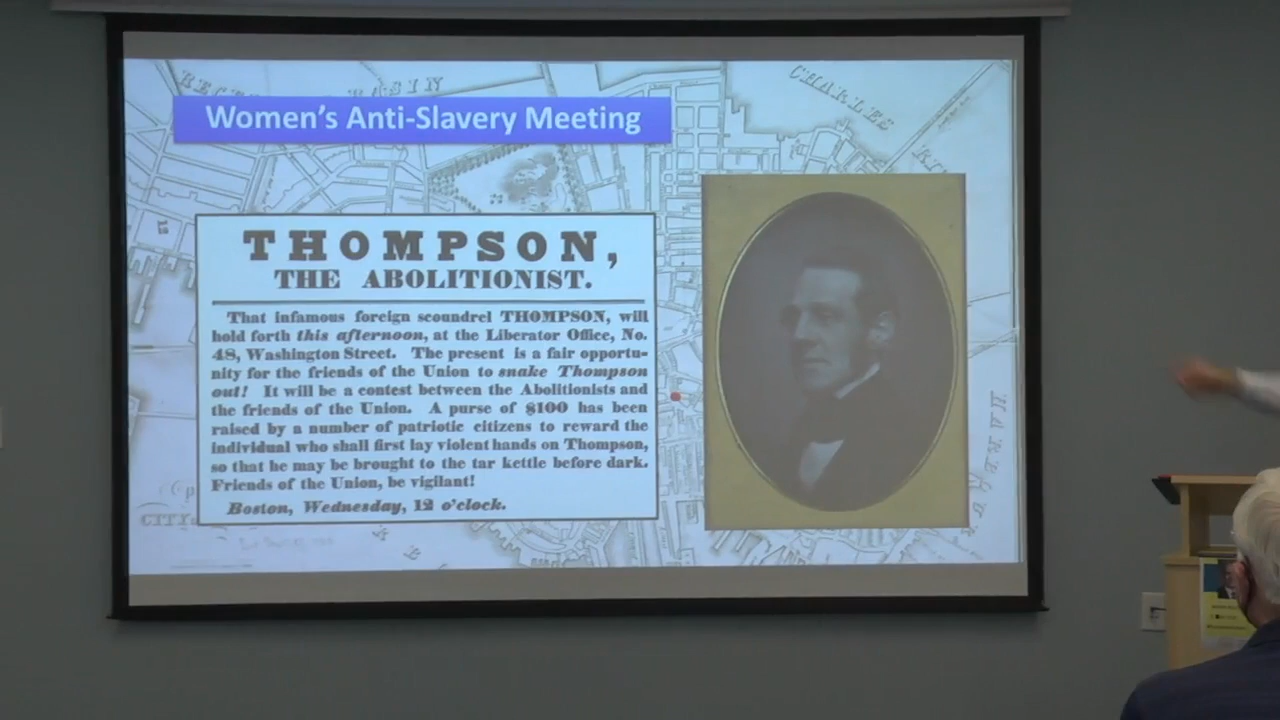 BASIN
CHARLES
Women's Anti-Slavery Meeting
THOMPSON,
THE ABOLITIONIST.
That infamous foreign scoundrel THOMPSON, will
hold forth this afternoon, at the Liberator Office, No.
48, Washington Street. The present is a fair opportu-
nity for the friends of the Union to snake Thompson
out! It will be a contest between the Abolitionists and
the friends of the Union. A purse of $100 has been
raised by a number of patriotic citizens to reward the
individual who shall first lay violent hands on Thompson,
so that he may be brought to the tar kettle before dark.
Friends of the Union, be vigilant!
Boston, Wednesday, 12 o'clock.
CITY